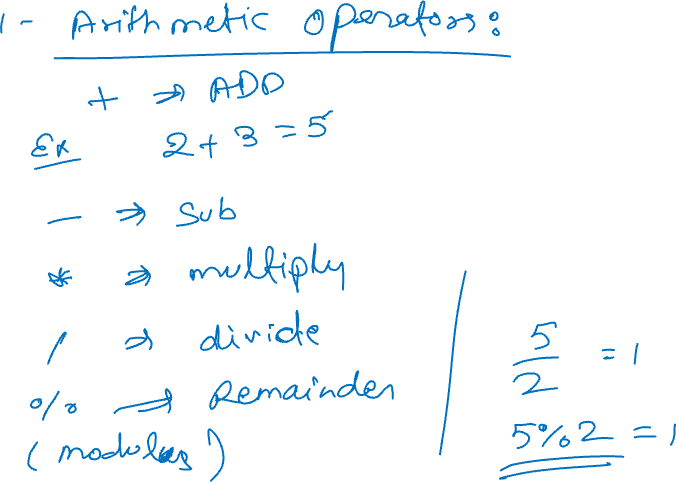 1- Arithmetic Operators:
+ ⇒ ADD
Ex 2+3=5
- ⇒ Sub
* ⇒ multiply
/ ⇒ divide
% ⇒ Remainder
(modulus)
5/2 = 1
5%2 = 1